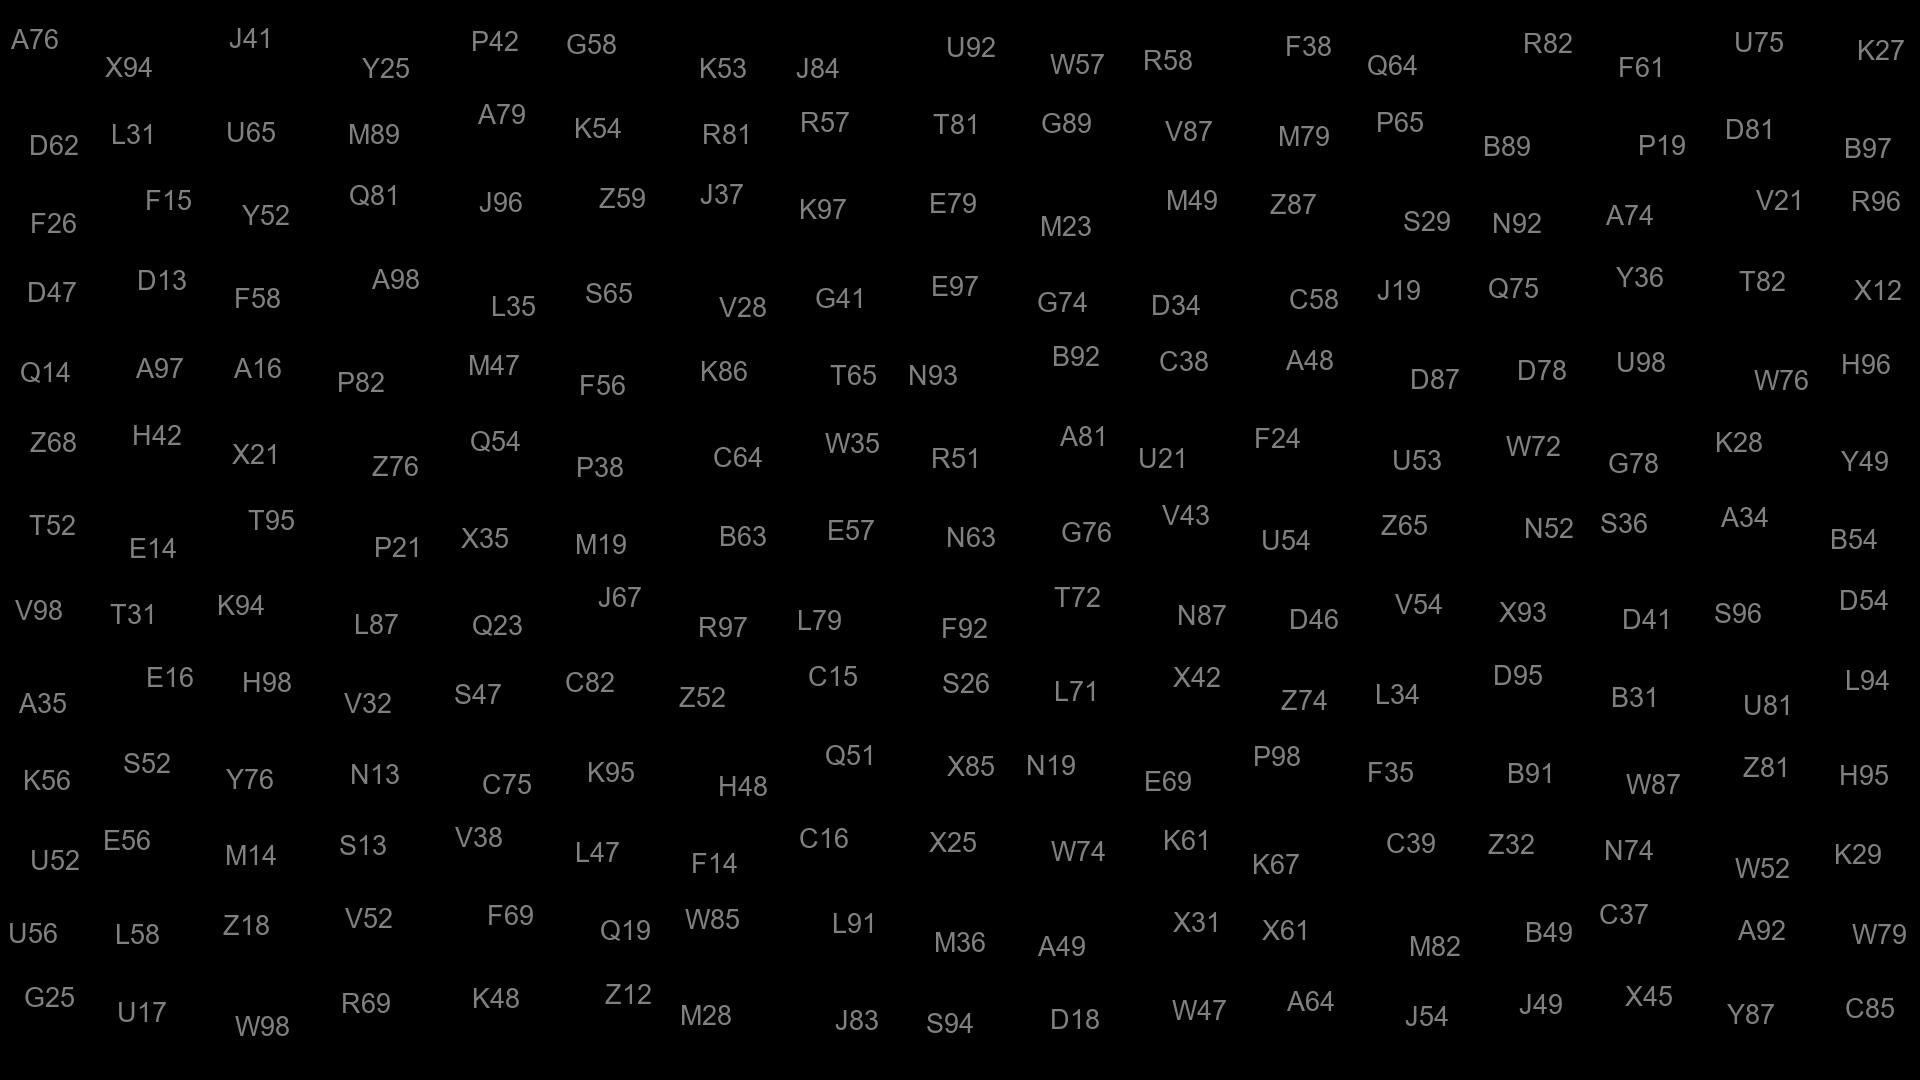 A76 X94 J41 Y25 P42 G58 K53 J84 U92 W57 R58 F38 Q64 R82 F61 U75 K27
D62 L31 U65 M89 A79 K54 R81 R57 T81 G89 V87 M79 P65 B89 P19 D81 B97
F26 F15 Y52 Q81 J96 Z59 J37 K97 E79 M23 M49 Z87 S29 N92 A74 V21 R96
D47 D13 F58 A98 L35 S65 V28 G41 E97 G74 D34 C58 J19 Q75 Y36 T82 X12
Q14 A97 A16 P82 M47 F56 K86 T65 N93 B92 C38 A48 D87 D78 U98 W76 H96
Z68 H42 X21 Z76 Q54 P38 C64 W35 R51 A81 U21 F24 U53 W72 G78 K28 Y49
T52 E14 T95 P21 X35 M19 B63 E57 N63 G76 V43 U54 Z65 N52 S36 A34 B54
V98 T31 K94 L87 Q23 J67 R97 L79 F92 T72 N87 D46 V54 X93 D41 S96 D54
A35 E16 H98 V32 S47 C82 Z52 C15 S26 L71 X42 Z74 L34 D95 B31 U81 L94
K56 S52 Y76 N13 C75 K95 H48 Q51 X85 N19 E69 P98 F35 B91 W87 Z81 H95
U52 E56 M14 S13 V38 L47 F14 C16 X25 W74 K61 K67 C39 Z32 N74 W52 K29
U56 L58 Z18 V52 F69 Q19 W85 L91 M36 A49 X31 X61 M82 B49 C37 A92 W79
G25 U17 W98 R69 K48 Z12 M28 J83 S94 D18 W47 A64 J54 J49 X45 Y87 C85